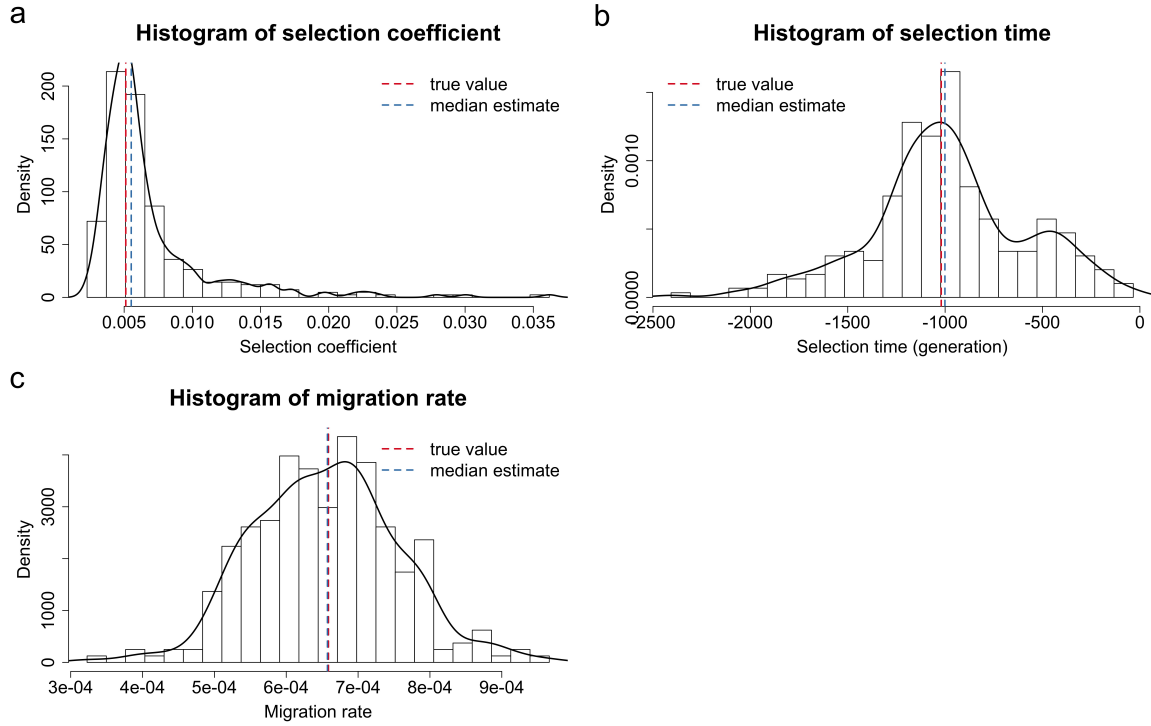 a
Histogram of selection coefficient
true value
median estimate
Density
0
50
100
150
200
0.005 0.010 0.015 0.020 0.025 0.030 0.035
Selection coefficient
b
Histogram of selection time
true value
median estimate
Density
0.0000
0.0010
-2500 -2000 -1500 -1000 -500 0
Selection time (generation)
c
Histogram of migration rate
true value
median estimate
Density
0
1000
3000
3e-04 4e-04 5e-04 6e-04 7e-04 8e-04 9e-04
Migration rate